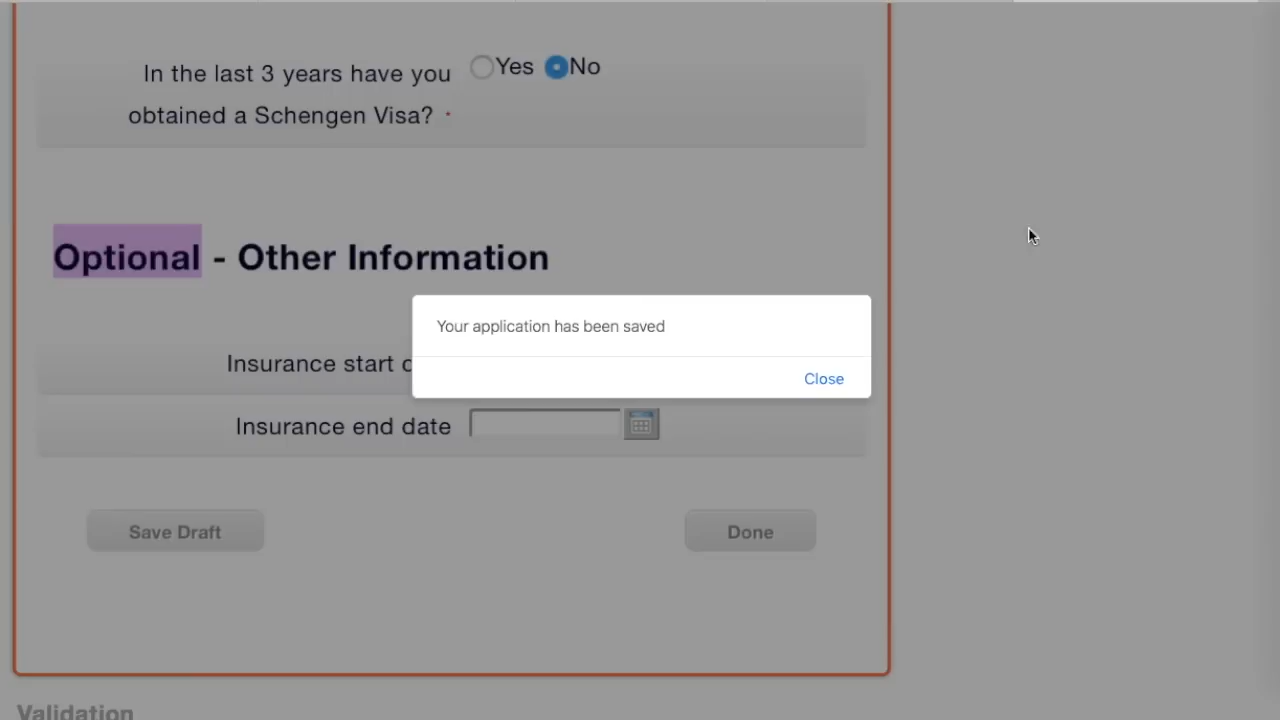 In the last 3 years have you
obtained a Schengen Visa? *
Yes No
Optional - Other Information
Your application has been saved
Close
Insurance start
Insurance end date
Save Draft
Done
Validation